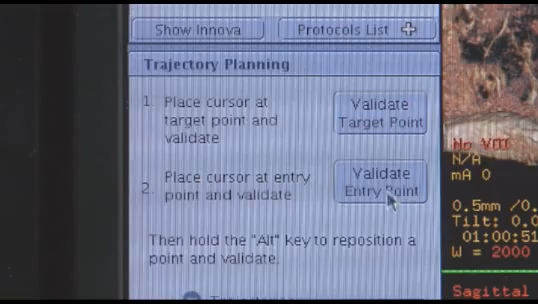 Show Innova
Protocols List
Trajectory Planning
1. Place cursor at
target point and
validate
Validate
Target Point
2. Place cursor at entry
point and validate
Validate
Entry Point
Then hold the "Alt" key to reposition a
point and validate.
N/A
mA 0
0.5mm /0.
Tilt: 0.0
01:00:51
W = 2000
Sagittal